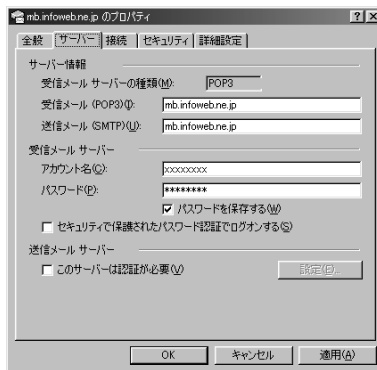 mb.infoweb.ne.jp のプロパティ
全般 サーバー 接続 セキュリティ 詳細設定
サーバー情報
受信メール サーバーの種類(M): POP3
受信メール (POP3)(I): mb.infoweb.ne.jp
送信メール (SMTP)(U): mb.infoweb.ne.jp
受信メール サーバー
アカウント名(C): xxxxxxxx
パスワード(P): ********
パスワードを保存する(W)
セキュリティで保護されたパスワード認証でログオンする(S)
送信メール サーバー
このサーバーは認証が必要(V) 設定(E)...
OK キャンセル 適用(A)